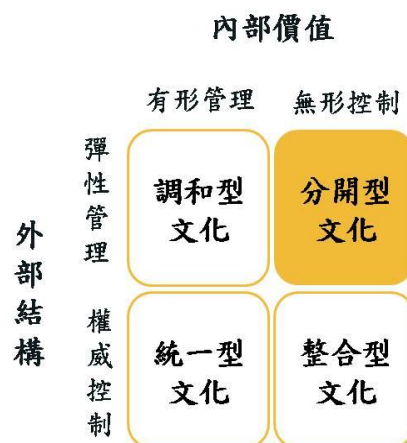 內部價值
有形管理 無形控制
外部結構
彈性管理
調和型
文化
分開型
文化
權威控制
統一型
文化
整合型
文化